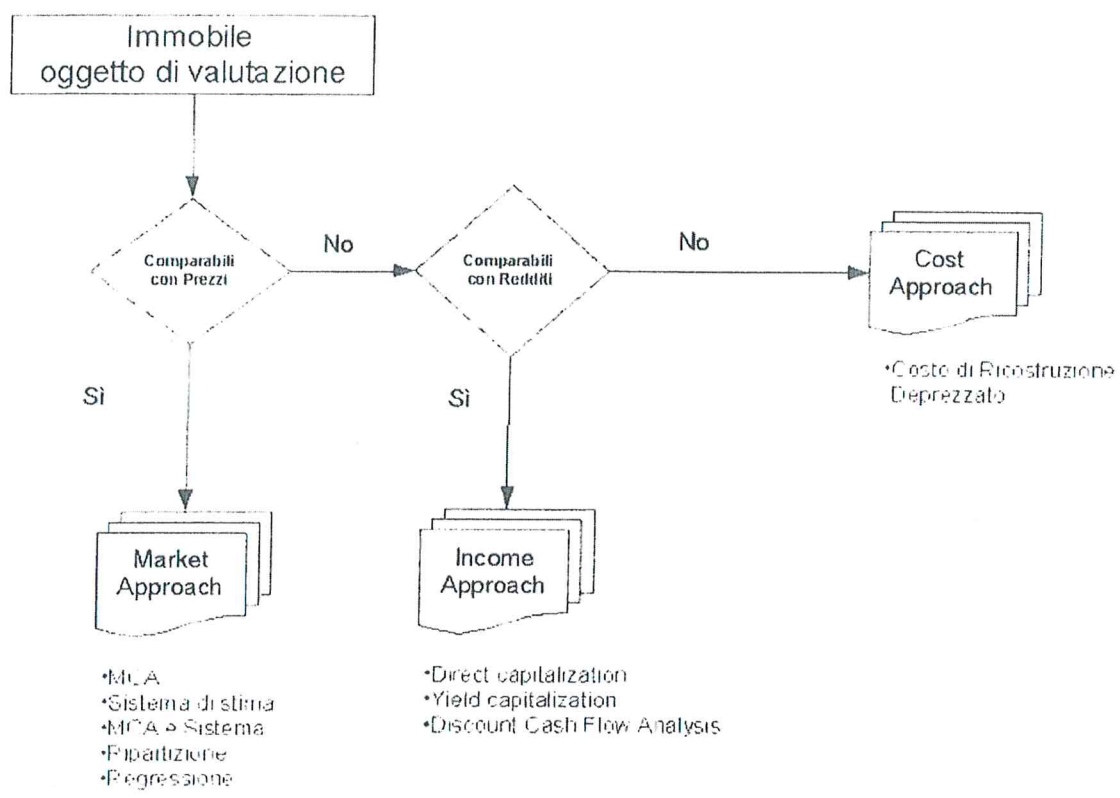 Immobile
oggetto di valutazione
Comparabili
con Prezzi
No
Comparabili
con Redditi
No
Cost
Approach
•Costo di Ricostruzione
Deprezzato
Sì
Sì
Market
Approach
Income
Approach
•MCA
•Sistema di stima
•MCA e Sistema
•Ripartizione
•Regressione
•Direct capitalization
•Yield capitalization
•Discount Cash Flow Analysis